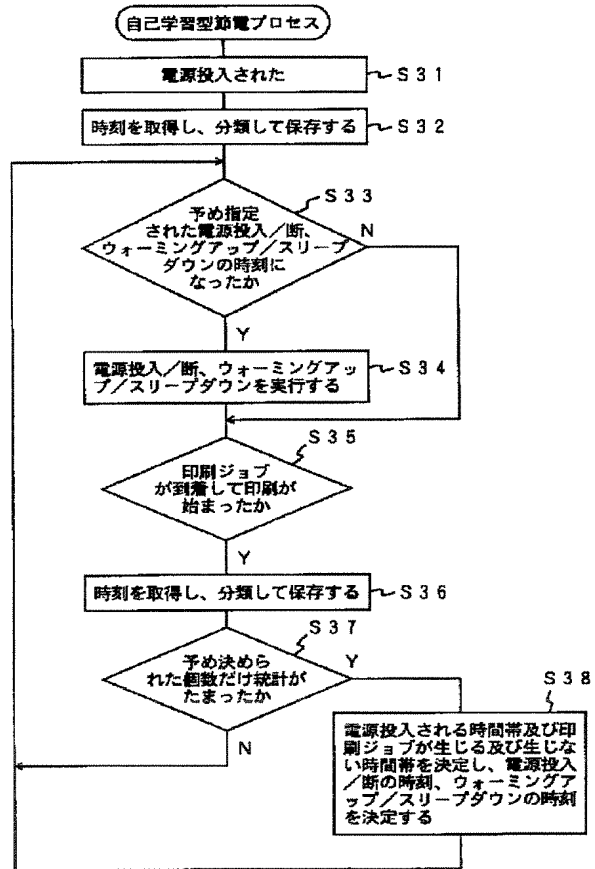 自己学習型節電プロセス
電源投入された
S31
時刻を取得し、分類して保存する
S32
S33
予め指定
された電源投入／断、
ウォーミングアップ／スリープ
ダウンの時刻に
なったか
N
Y
電源投入／断、ウォーミングアッ
プ／スリープダウンを実行する
S34
S35
印刷ジョブ
が到着して印刷が
始まったか
Y
時刻を取得し、分類して保存する
S36
S37
予め決めら
れた個数だけ統計が
たまったか
Y
N
S38
電源投入される時間帯及び印
刷ジョブが生じる及び生じな
い時間帯を決定し、電源投入
／断の時刻、ウォーミングア
ップ／スリープダウンの時刻
を決定する